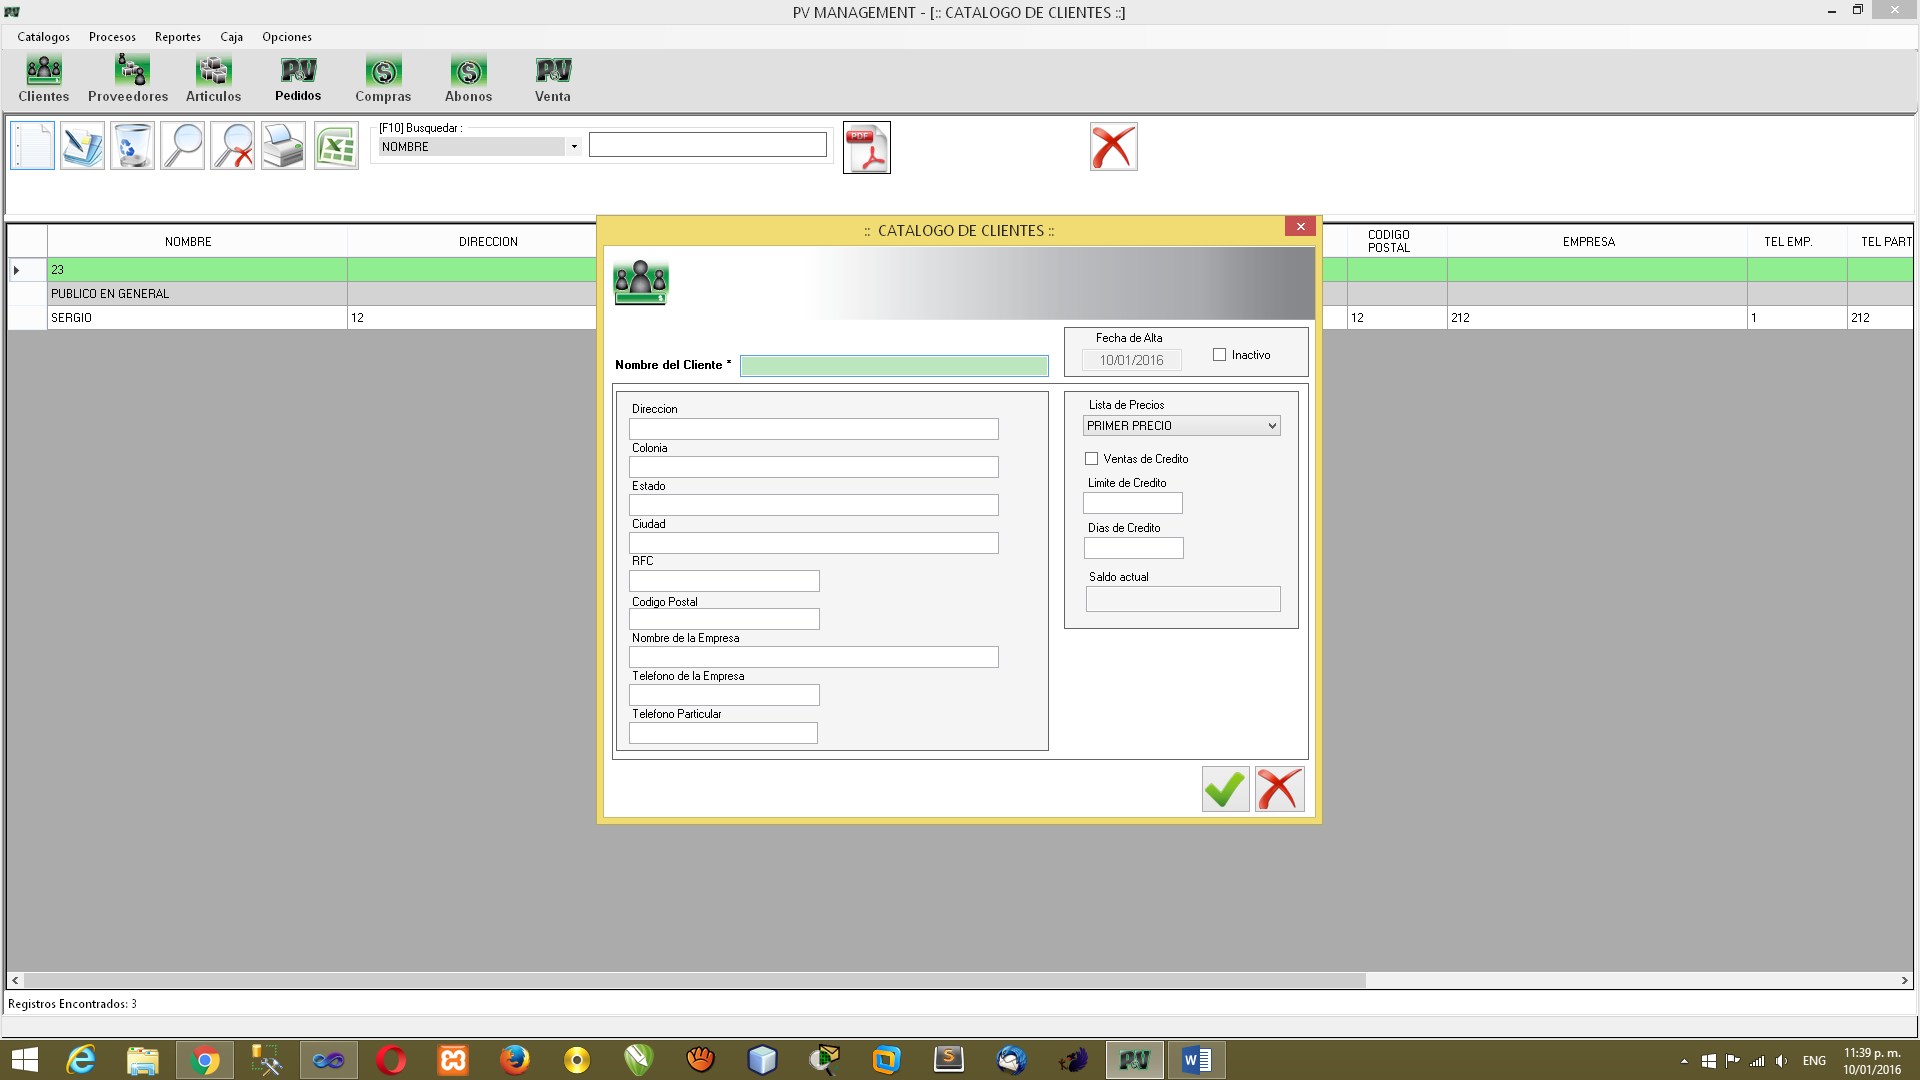 PV MANAGEMENT - [:: CATALOGO DE CLIENTES ::]
Catálogos Procesos Reportes Caja Opciones
Clientes Proveedores Articulos Pedidos Compras Abonos Venta
[F10] Busquedar :
NOMBRE
PDF
NOMBRE DIRECCION CODIGO POSTAL EMPRESA TEL EMP. TEL PART
23
PUBLICO EN GENERAL
SERGIO 12 12 212 1 212
:: CATALOGO DE CLIENTES ::
Fecha de Alta
10/01/2016
Inactivo
Nombre del Cliente *
Direccion
Colonia
Estado
Ciudad
RFC
Codigo Postal
Nombre de la Empresa
Telefono de la Empresa
Telefono Particular
Lista de Precios
PRIMER PRECIO
Ventas de Credito
Limite de Credito
Dias de Credito
Saldo actual
Registros Encontrados: 3
ENG
11:39 p. m.
10/01/2016